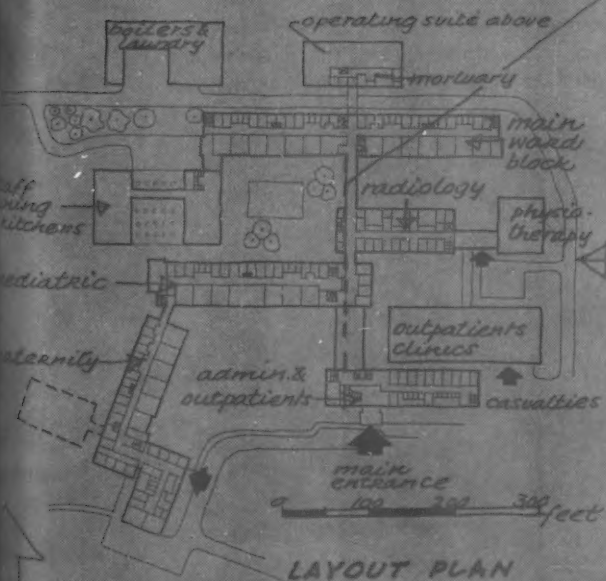 boilers &
laundry
operating suite above
mortuary
main
ward
block
radiology
physio-
therapy
outpatients
clinics
admin. &
outpatients
casualties
main
entrance
0 100 200 300 feet
LAYOUT PLAN